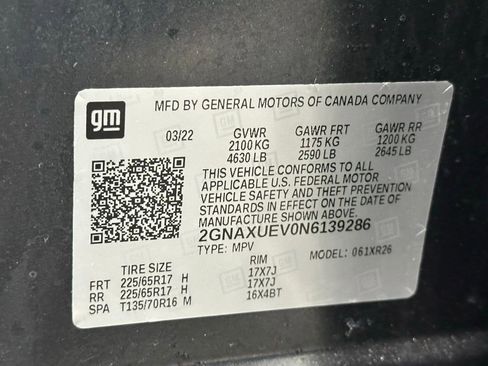 gm
MFD BY GENERAL MOTORS OF CANADA COMPANY
03/22 GVWR GAWR FRT GAWR RR
2100 KG 1175 KG 1200 KG
4630 LB 2590 LB 2645 LB
THIS VEHICLE CONFORMS TO ALL
APPLICABLE U.S. FEDERAL MOTOR
VEHICLE SAFETY AND THEFT PREVENTION
STANDARDS IN EFFECT ON THE DATE OF
MANUFACTURE SHOWN ABOVE.
2GNAXUEV0N6139286
TYPE: MPV MODEL: 061XR26
TIRE SIZE RIM
FRT 225/65R17 H 17X7J
RR 225/65R17 H 17X7J
SPA T135/70R16 M 16X4BT